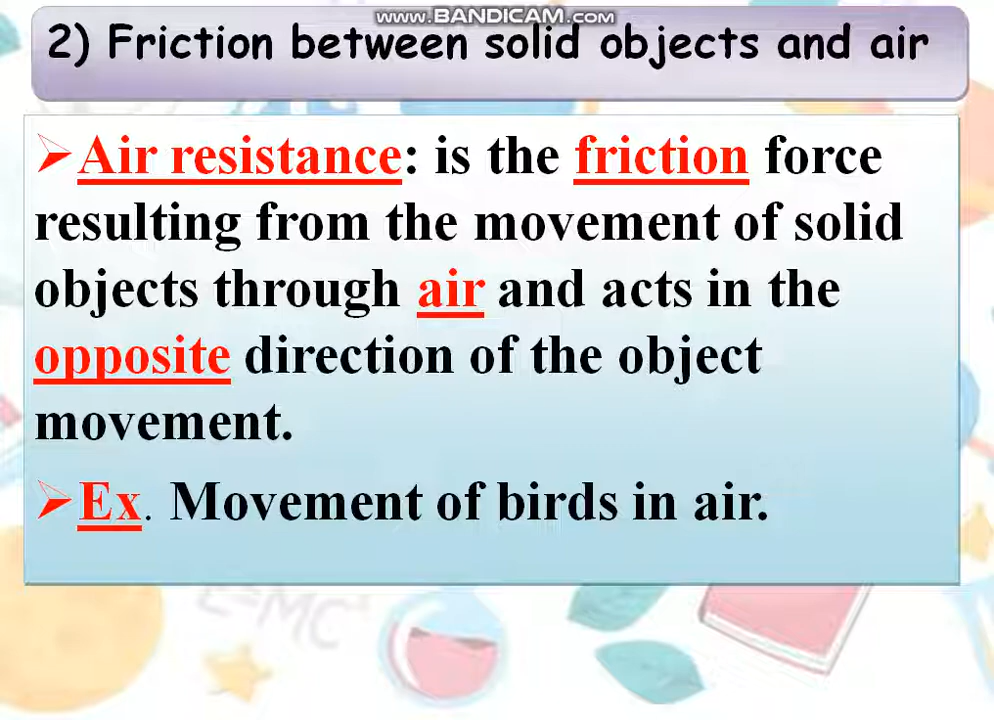 www.BANDICAM.com
2) Friction between solid objects and air
➢Air resistance: is the friction force
resulting from the movement of solid
objects through air and acts in the
opposite direction of the object
movement.
➢Ex. Movement of birds in air.
E=MC²